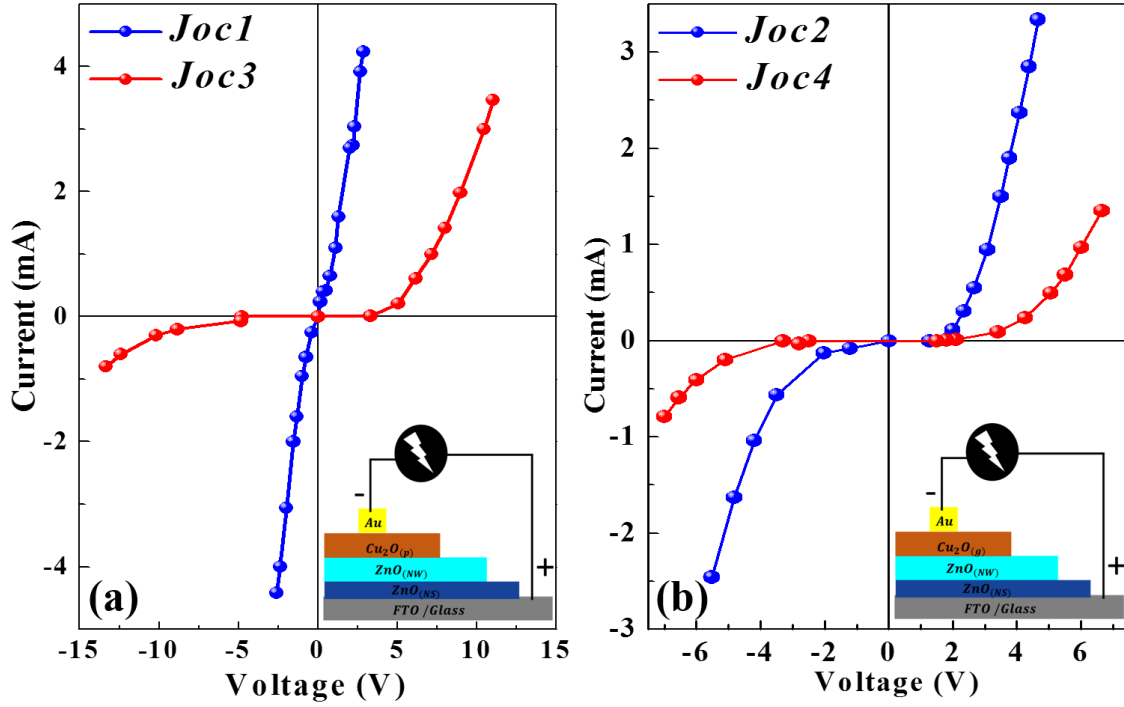 Joc1
Joc3
4
2
0
-2
-4
Current (mA)
-15
-10
-5
0
5
10
15
Voltage (V)
(a)
-
+
Au
Cu₂O₍ₚ₎
ZnO(NW)
ZnO(NS)
FTO /Glass
Joc2
Joc4
3
2
1
0
-1
-2
-3
Current (mA)
-6
-4
-2
0
2
4
6
Voltage (V)
(b)
-
+
Au
Cu₂O(g)
ZnO(NW)
ZnO(NS)
FTO /Glass